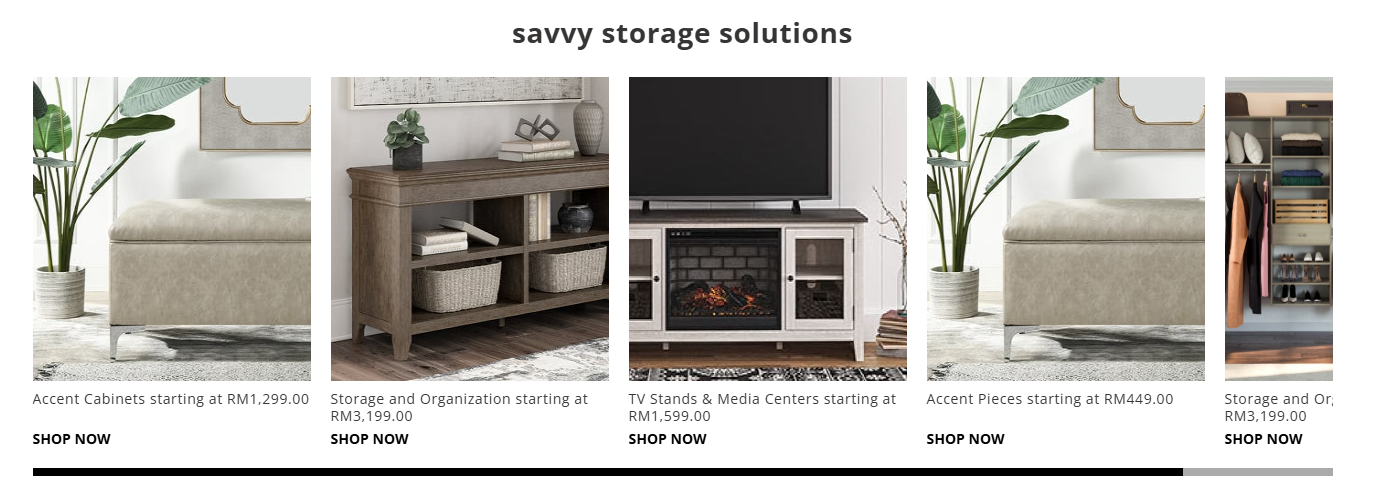 savvy storage solutions
Accent Cabinets starting at RM1,299.00
SHOP NOW
Storage and Organization starting at
RM3,199.00
SHOP NOW
TV Stands & Media Centers starting at
RM1,599.00
SHOP NOW
Accent Pieces starting at RM449.00
SHOP NOW
Storage and
RM3,199.00
SHOP NOW